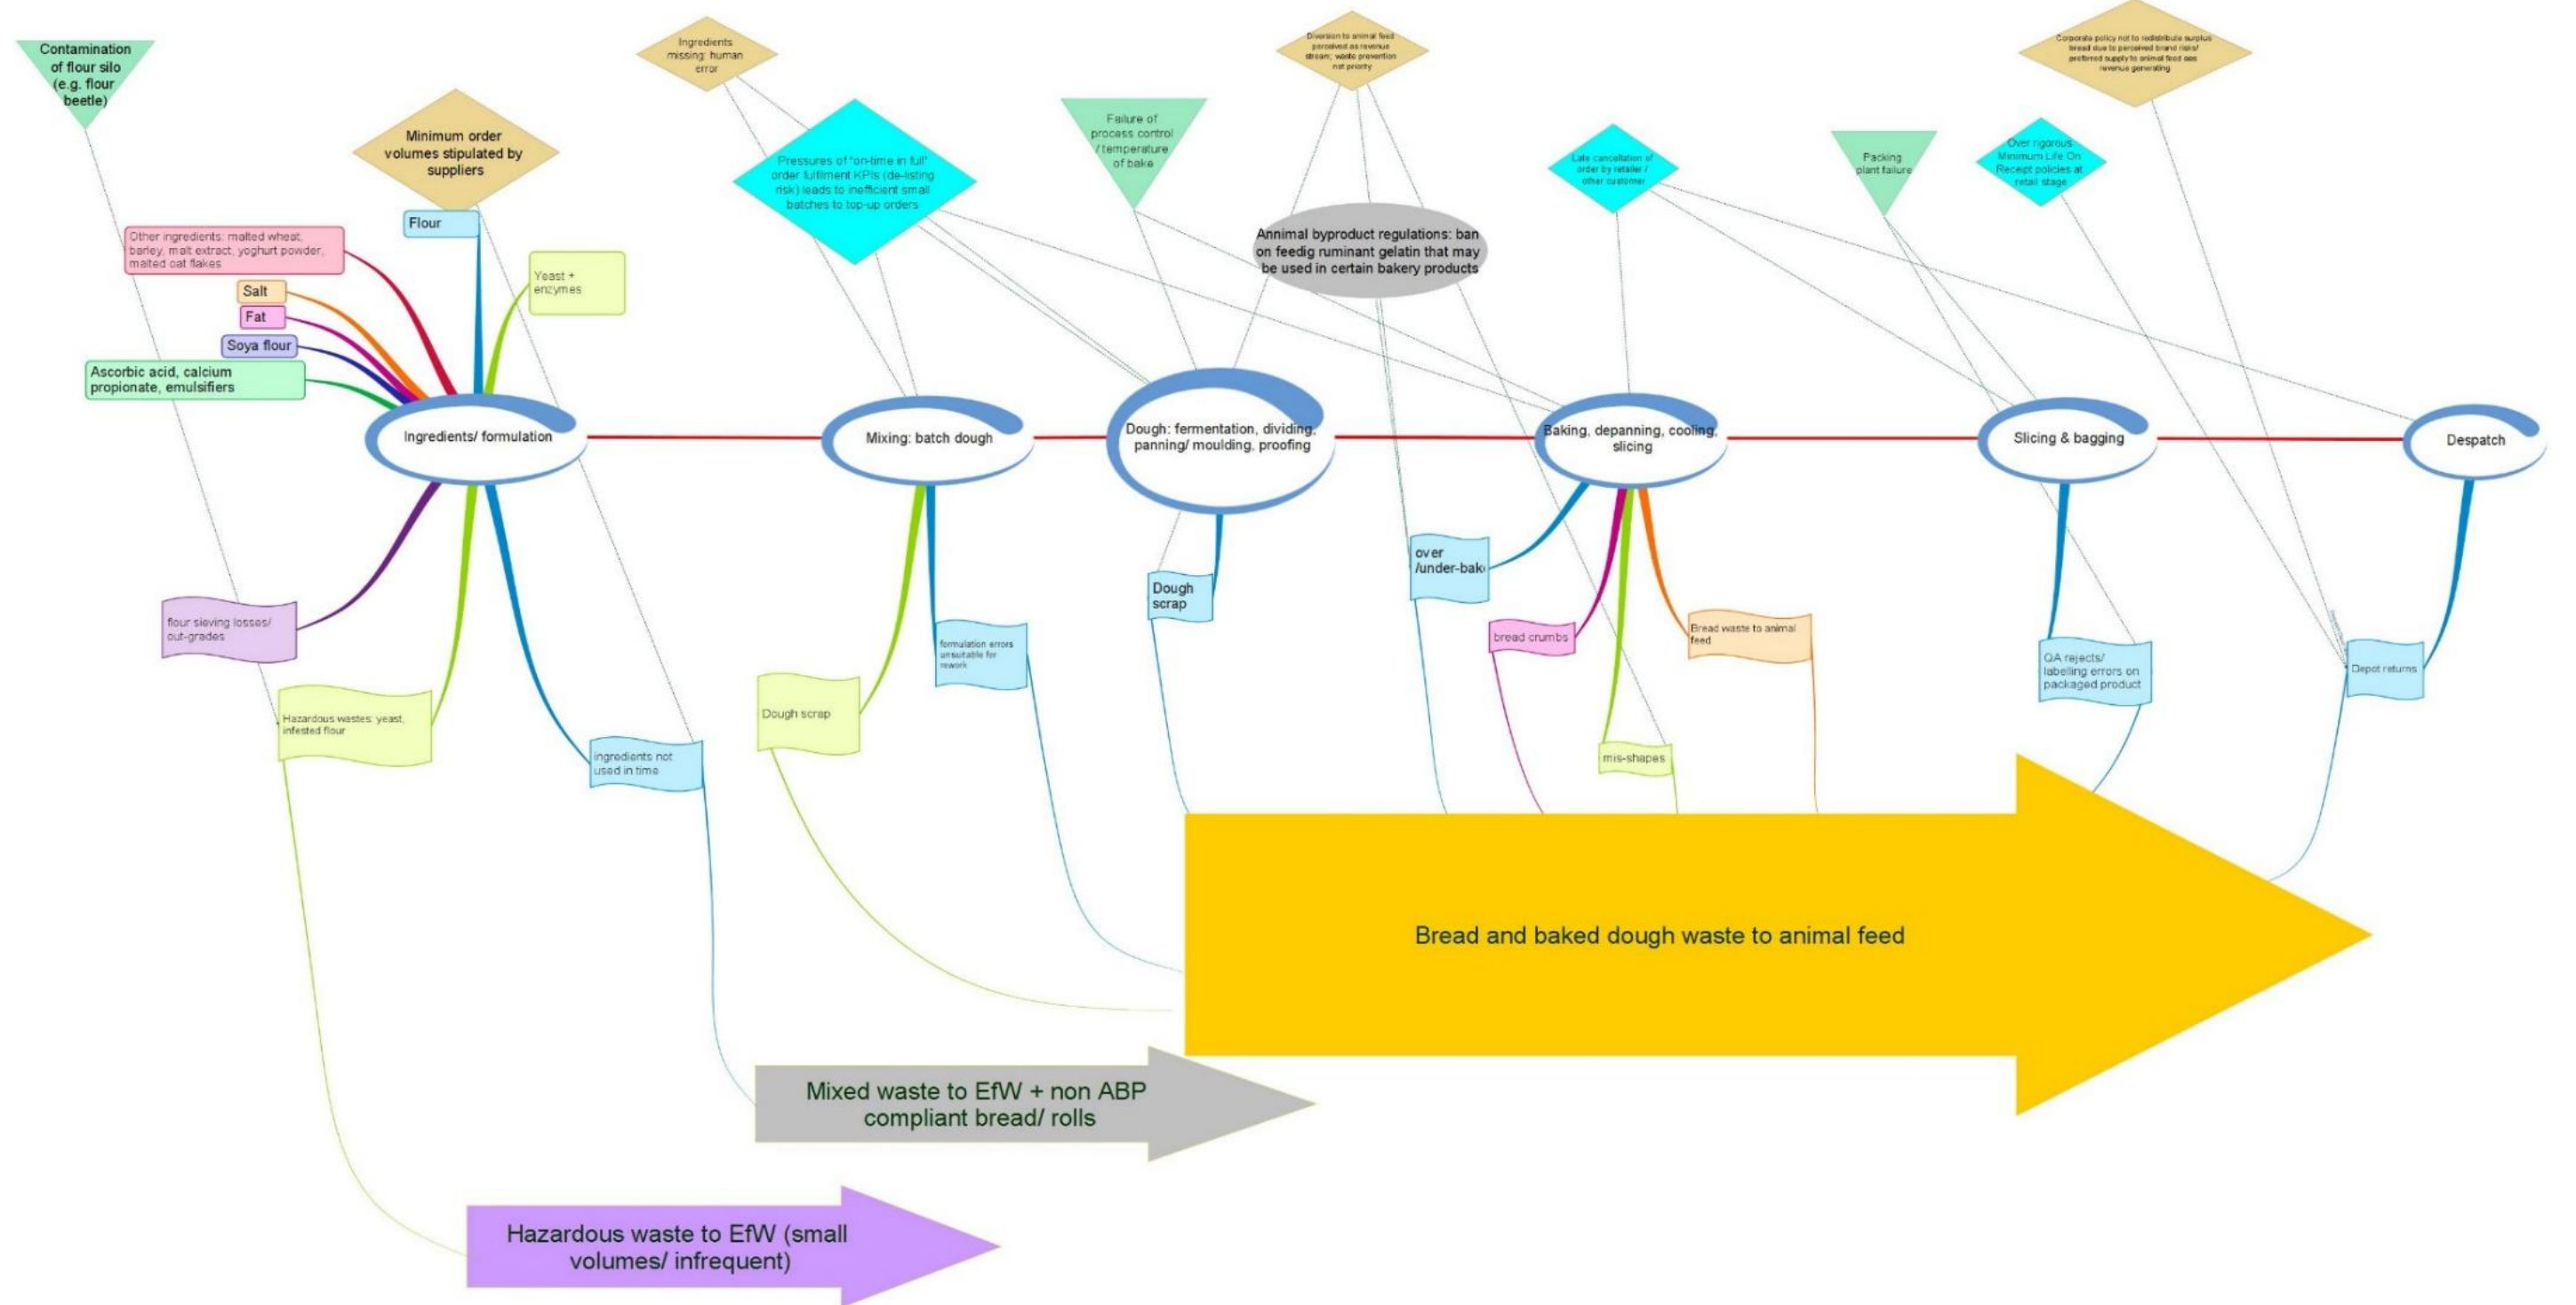 Contamination
of flour silo
(e.g. flour
beetle)
Minimum order
volumes stipulated by
suppliers
Ingredients
missing: human
error
Pressures of "on-time in full"
order fulfilment KPIs (de-listing
risk) leads to inefficient small
batches to top-up orders
Failure of
process control
/ temperature
of bake
Diversion to animal feed
perceived as revenue
stream; waste prevention
not priority
Annimal byproduct regulations: ban
on feedig ruminant gelatin that may
be used in certain bakery products
Late cancellation of
order by retailer /
other customer
Packing
plant failure
Over rigorous
Minimum Life On
Receipt policies at
retail stage
Corporate policy not to redistribute surplus
bread due to perceived brand risks/
preferred supply to animal feed
revenue generating
Flour
Other ingredients: malted wheat,
barley, malt extract, yoghurt powder,
malted oat flakes
Yeast +
enzymes
Salt
Fat
Soya flour
Ascorbic acid, calcium
propionate, emulsifiers
Ingredients/ formulation
Mixing: batch dough
Dough: fermentation, dividing,
panning/ moulding, proofing
Baking, depanning, cooling,
slicing
Slicing & bagging
Despatch
flour sieving losses/
out-grades
Hazardous wastes: yeast,
infested flour
ingredients not
used in time
Dough scrap
formulation errors
unsuitable for
rework
Dough
scrap
over
/under-bake
bread crumbs
mis-shapes
Bread waste to animal
feed
QA rejects/
labelling errors on
packaged product
Depot returns
Bread and baked dough waste to animal feed
Mixed waste to EfW + non ABP
compliant bread/ rolls
Hazardous waste to EfW (small
volumes/ infrequent)